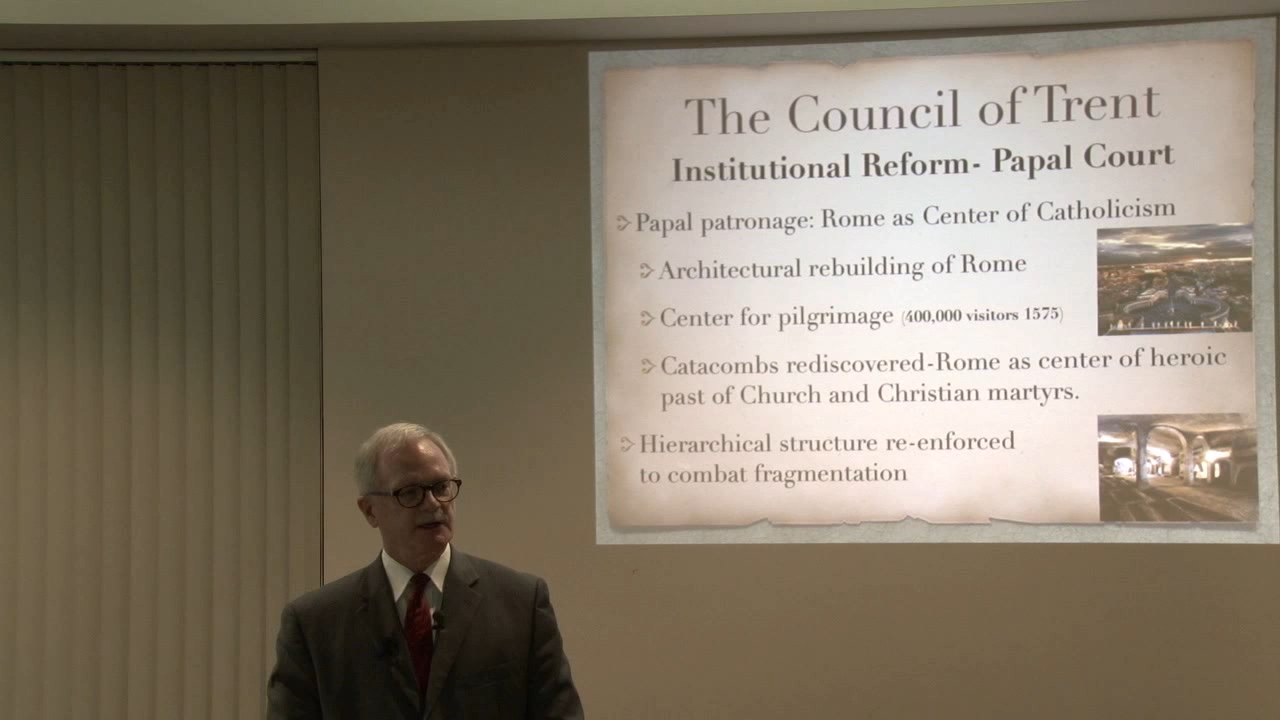 The Council of Trent
Institutional Reform- Papal Court
Papal patronage: Rome as Center of Catholicism
Architectural rebuilding of Rome
Center for pilgrimage (400,000 visitors 1575)
Catacombs rediscovered-Rome as center of heroic
past of Church and Christian martyrs.
Hierarchical structure re-enforced
to combat fragmentation